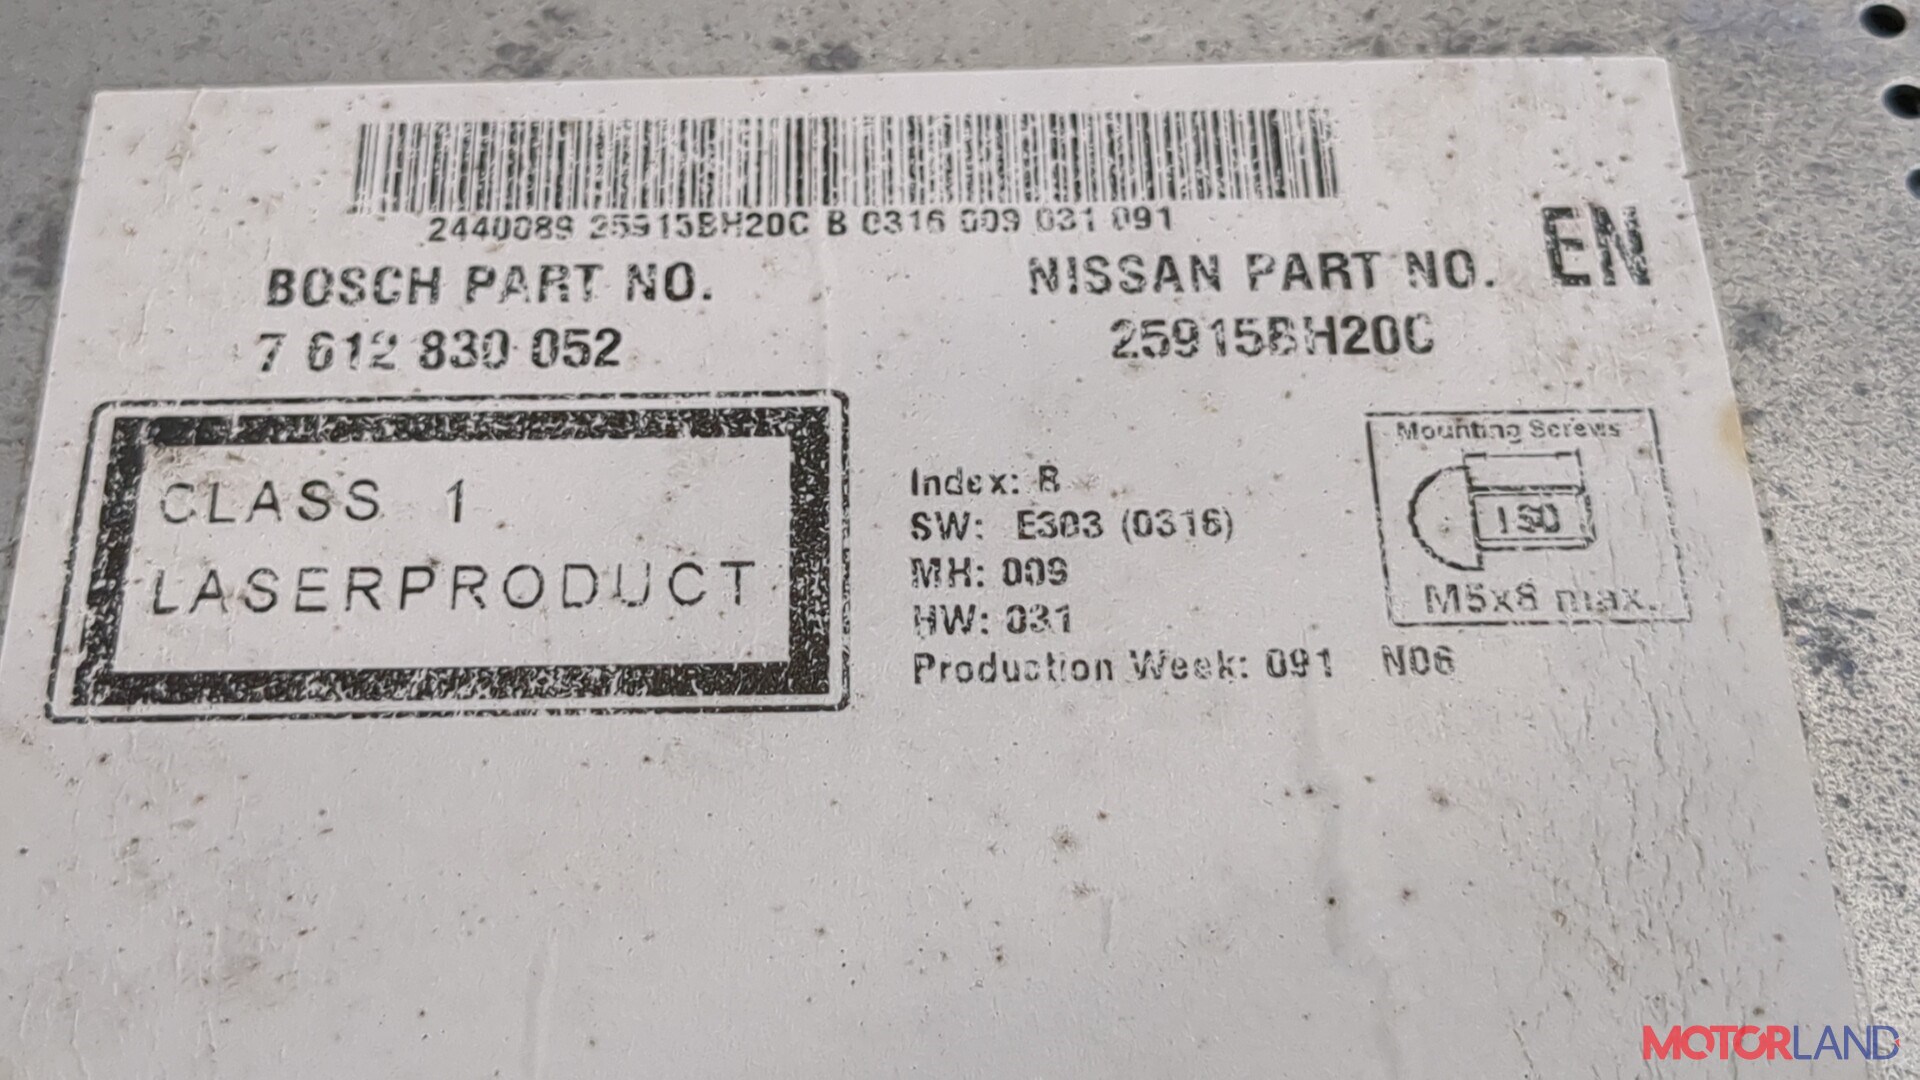 2440089 25915BH20C B 0316 009 031 091
EN
BOSCH PART NO.
NISSAN PART NO.
7 612 830 052
25915BH20C
CLASS 1
LASERPRODUCT
Index: B
SW: E303 (0316)
MH: 009
HW: 031
Production Week: 091 N06
Mounting Screws
ISO
M5x8 max.
MOTORLAND